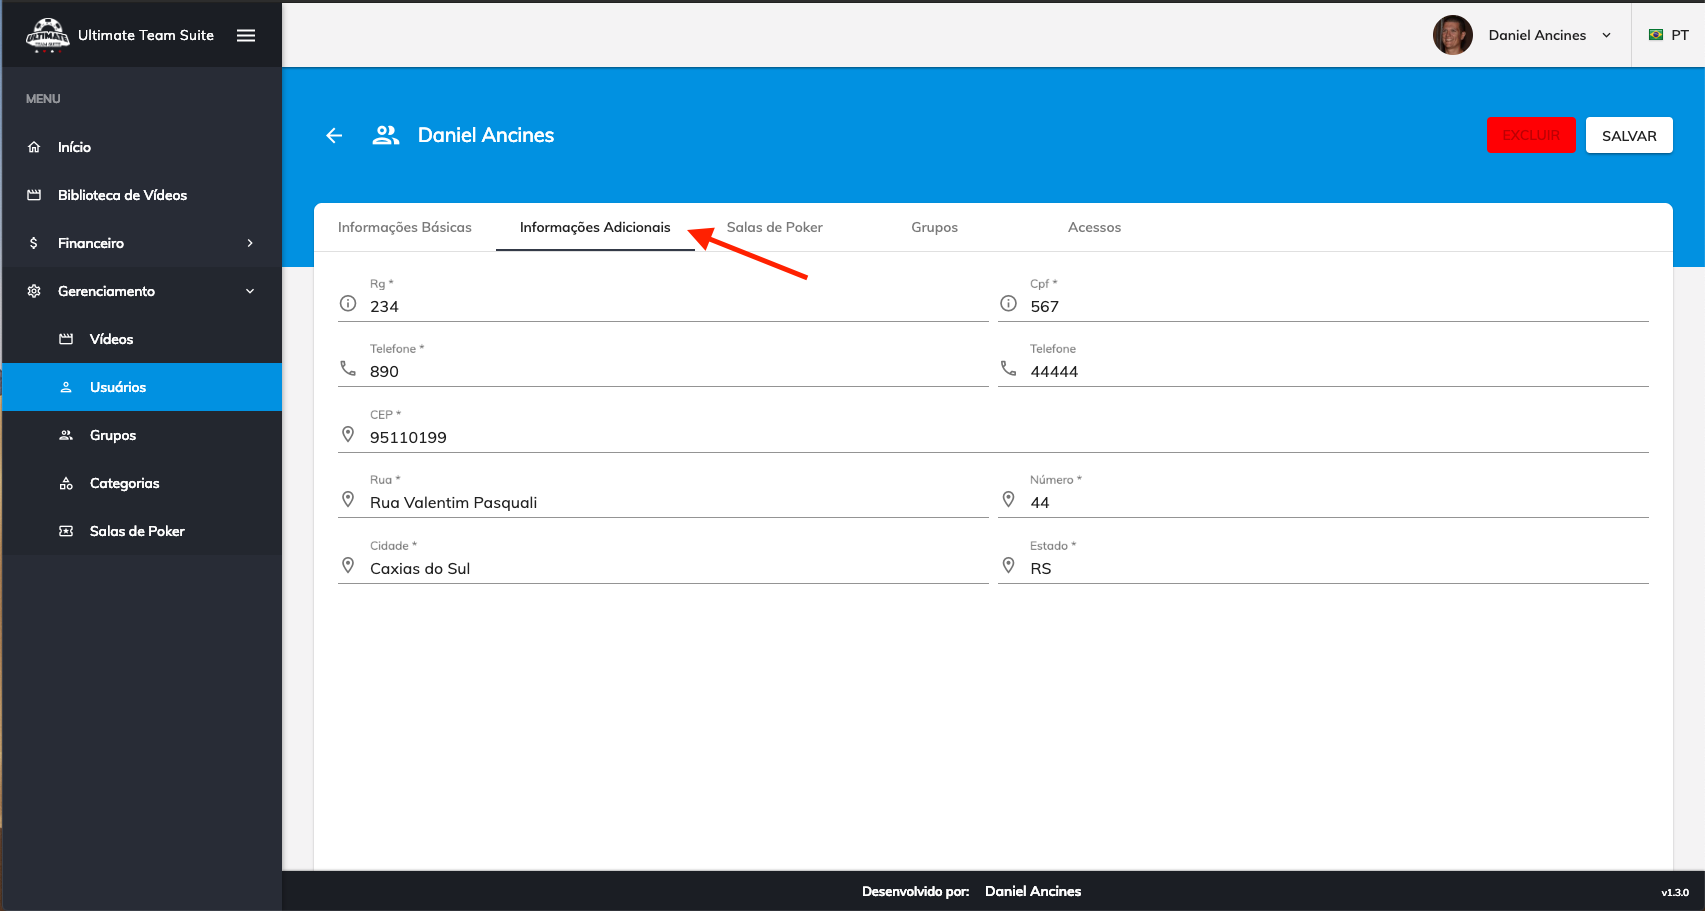 ULTIMATE
TEAM SUITE
Ultimate Team Suite
Daniel Ancines
PT
MENU
Início
Biblioteca de Vídeos
Financeiro
Gerenciamento
Vídeos
Usuários
Grupos
Categorias
Salas de Poker
Daniel Ancines
EXCLUIR
SALVAR
Informações Básicas
Informações Adicionais
Salas de Poker
Grupos
Acessos
Rg *
234
Cpf *
567
Telefone *
890
Telefone
44444
CEP *
95110199
Rua *
Rua Valentim Pasquali
Número *
44
Cidade *
Caxias do Sul
Estado *
RS
Desenvolvido por: Daniel Ancines
v1.3.0